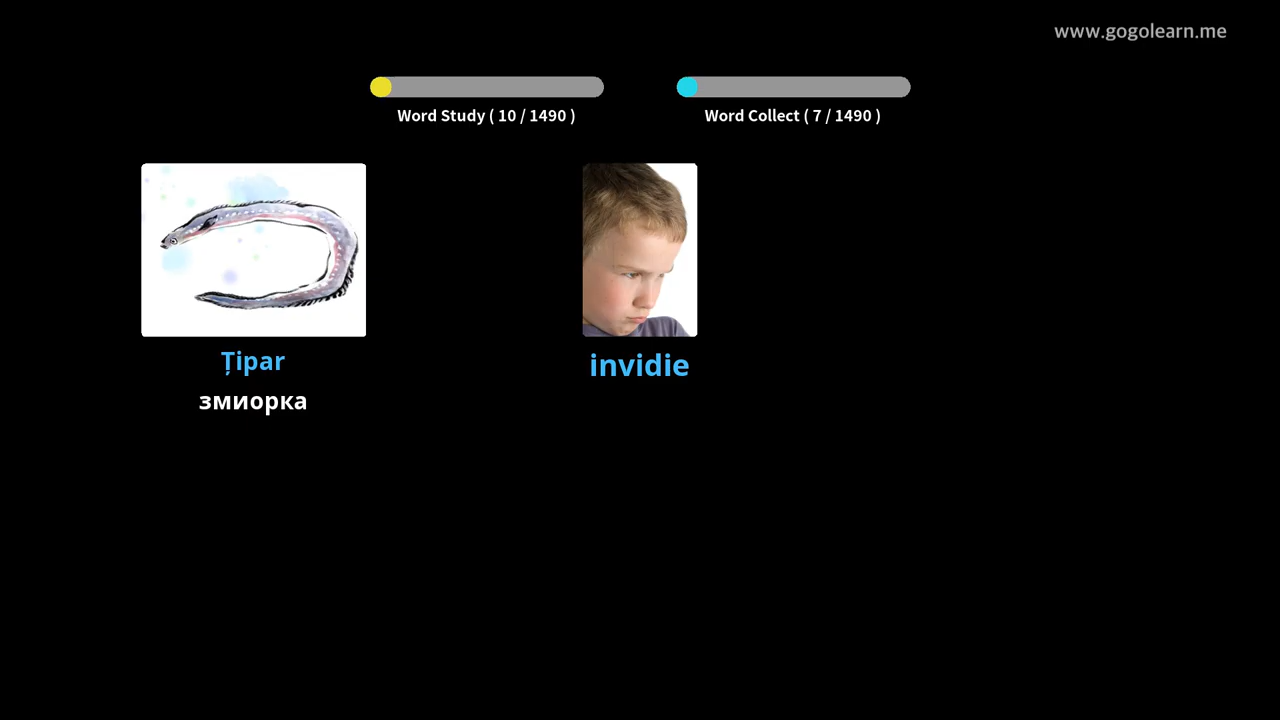 www.gogolearn.me
Word Study ( 10 / 1490 )
Word Collect ( 7 / 1490 )
Țipar
змиорка
invidie